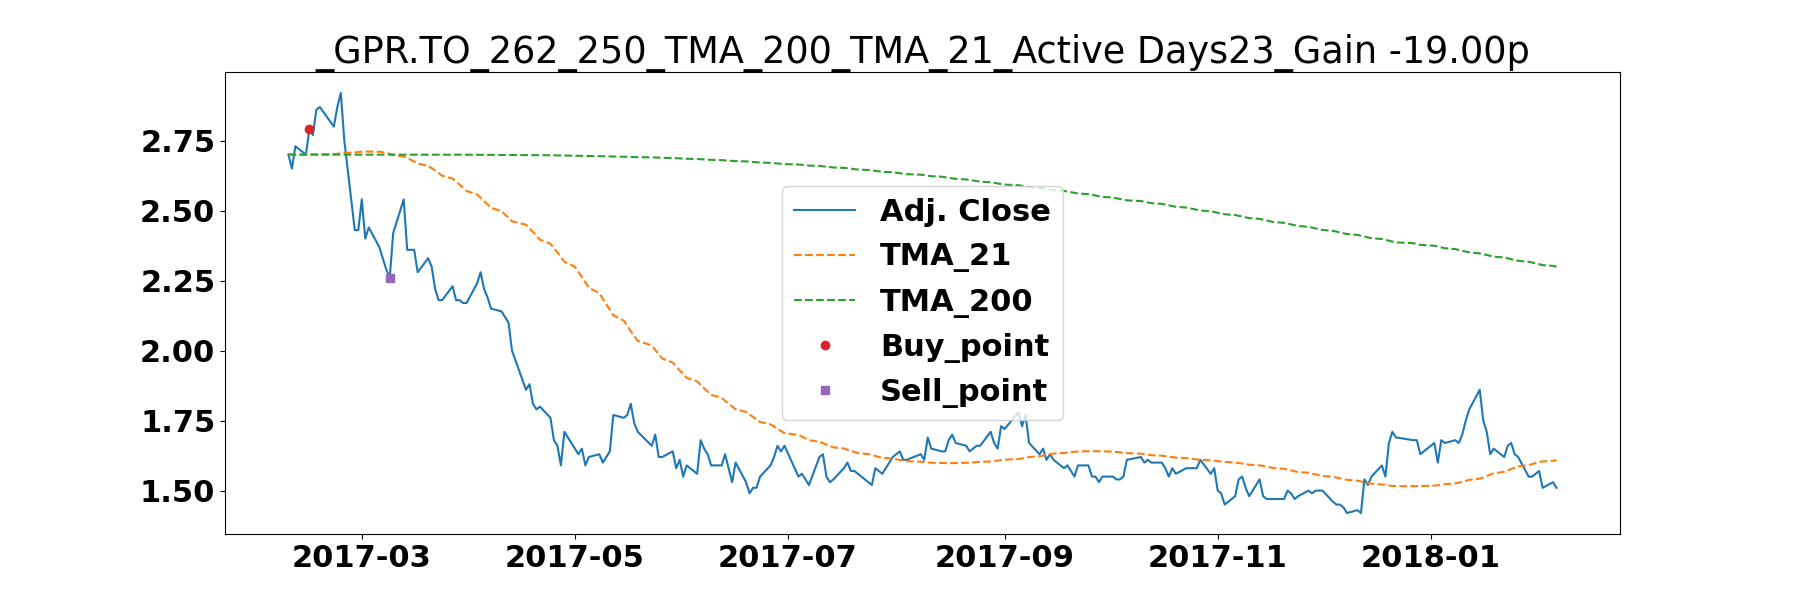 _GPR.TO_262_250_TMA_200_TMA_21_Active Days23_Gain -19.00p
2.75
2.50
2.25
2.00
1.75
1.50
Adj. Close
TMA_21
TMA_200
Buy_point
Sell_point
2017-03 2017-05 2017-07 2017-09 2017-11 2018-01